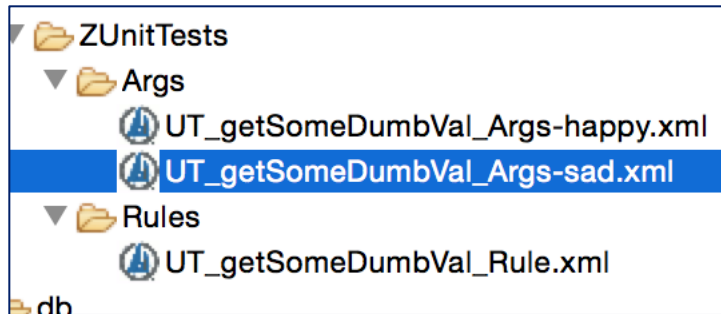 ZUnitTests
Args
UT_getSomeDumbVal_Args-happy.xml
UT_getSomeDumbVal_Args-sad.xml
Rules
UT_getSomeDumbVal_Rule.xml
db